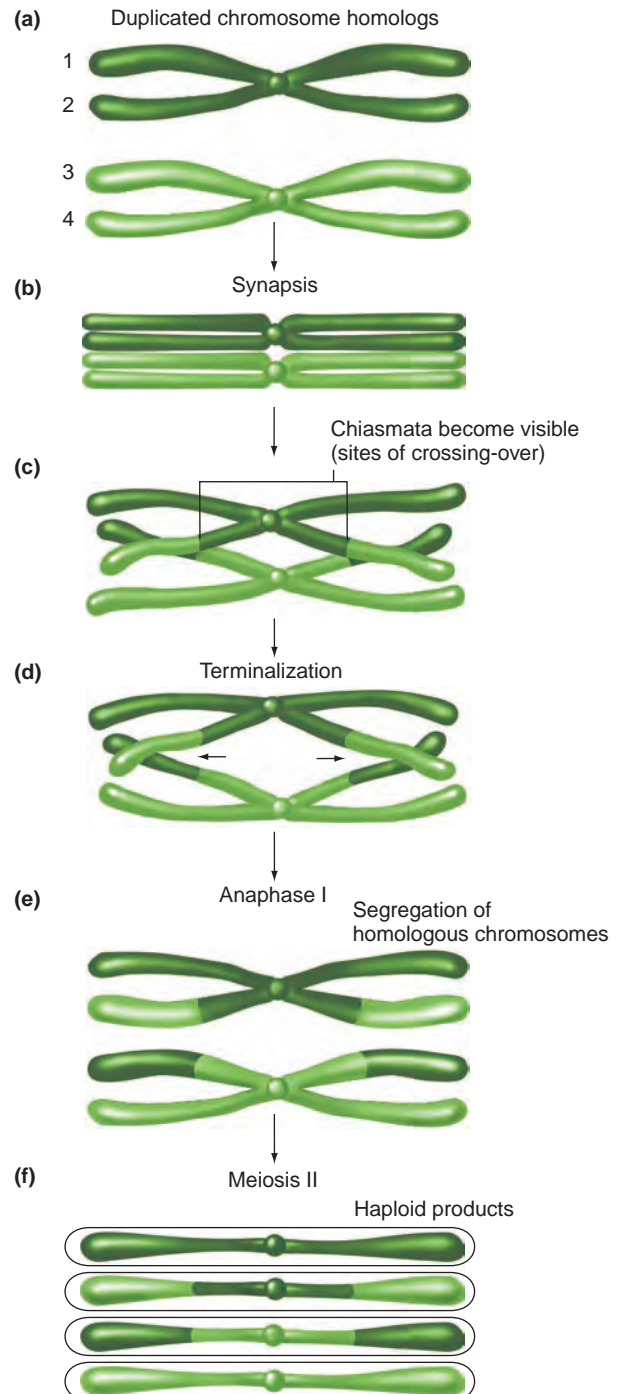 (a) Duplicated chromosome homologs
1
2
3
4
(b) Synapsis
Chiasmata become visible
(sites of crossing-over)
(c)
Terminalization
(d)
Anaphase I
(e)
Segregation of
homologous chromosomes
Meiosis II
(f)
Haploid products